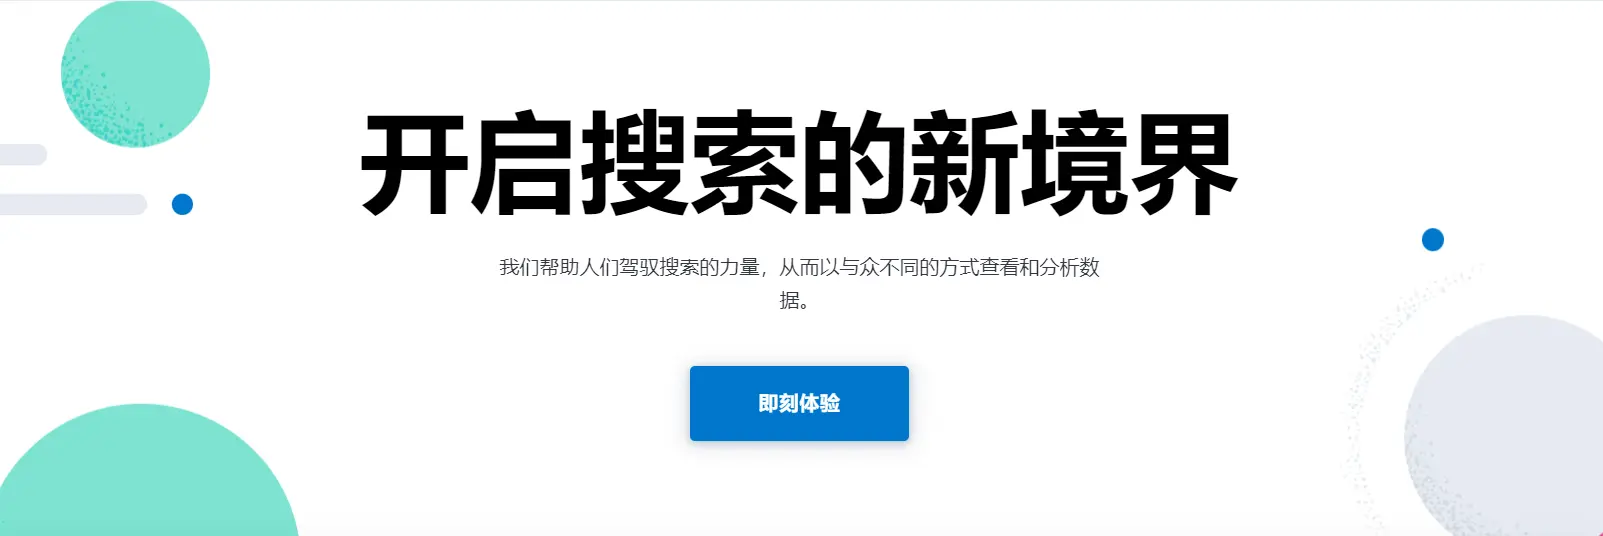 开启搜索的新境界
我们帮助人们驾驭搜索的力量，从而以与众不同的方式查看和分析数
据。
即刻体验